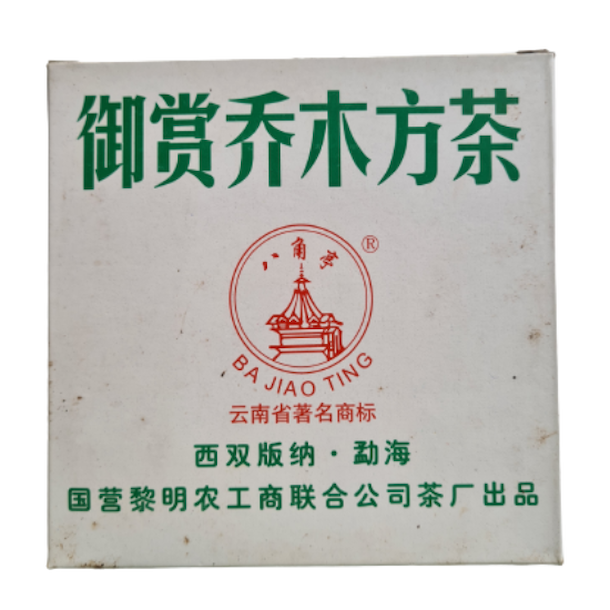 御赏乔木方茶
八角亭
®
BA JIAO TING
云南省著名商标
西双版纳·勐海
国营黎明农工商联合公司茶厂出品